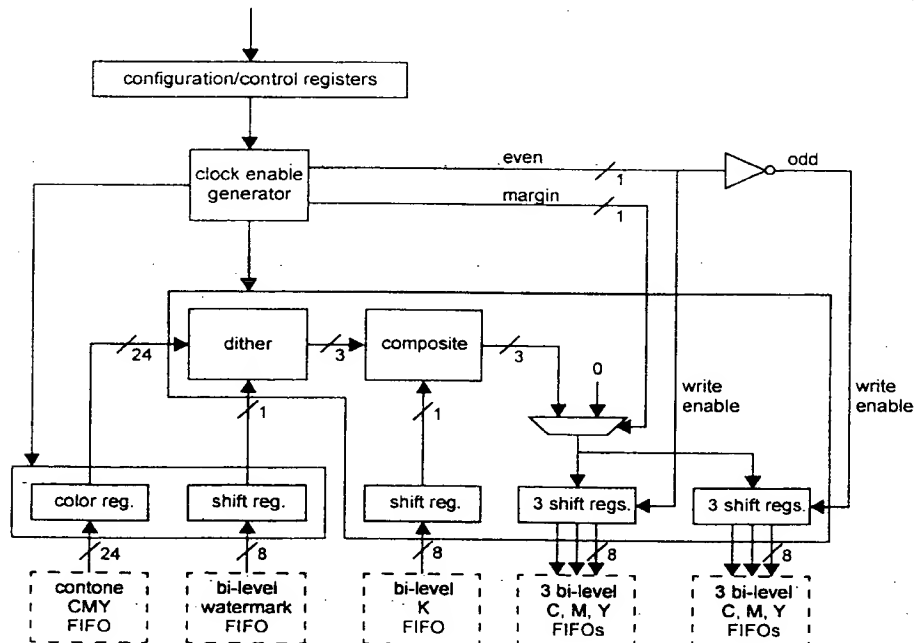 configuration/control registers
clock enable
generator
even
1
odd
margin
1
24
dither
3
composite
3
0
1
1
write
enable
write
enable
color reg.
shift reg.
shift reg.
3 shift regs.
3 shift regs.
24
8
8
8
8
contone
CMY
FIFO
bi-level
watermark
FIFO
bi-level
K
FIFO
3 bi-level
C, M, Y
FIFOs
3 bi-level
C, M, Y
FIFOs